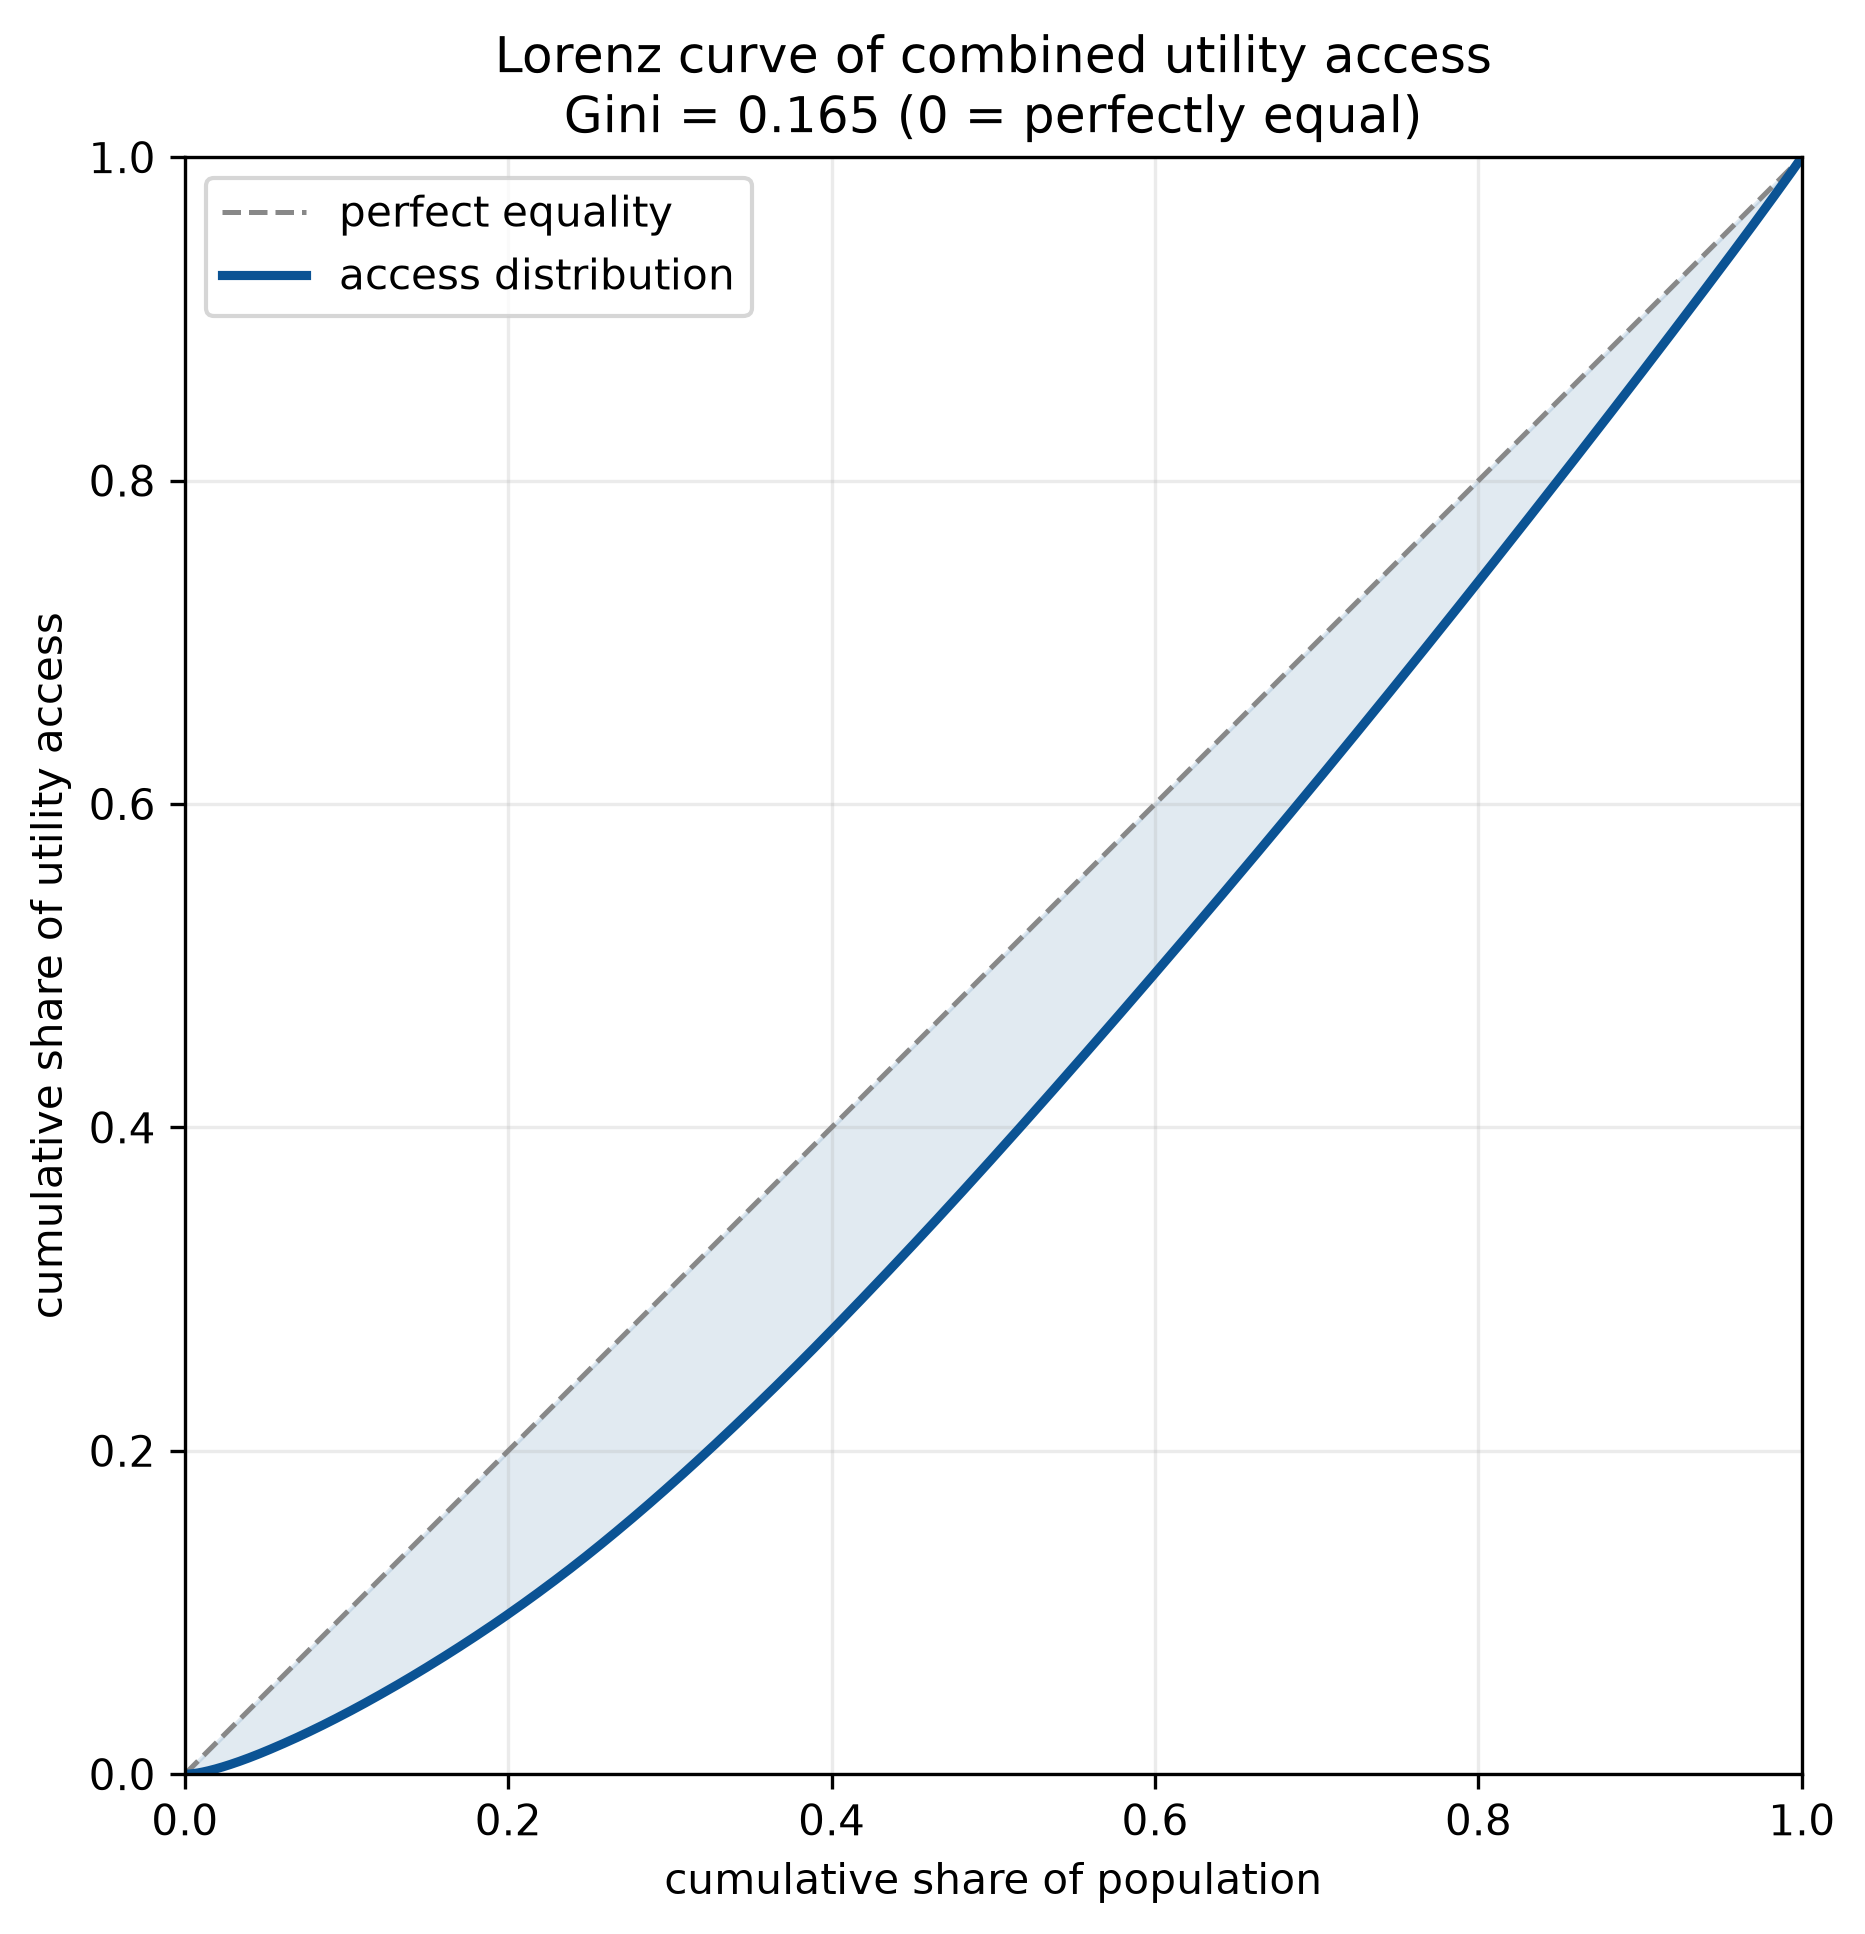 Lorenz curve of combined utility access
Gini = 0.165 (0 = perfectly equal)
perfect equality
access distribution
cumulative share of utility access
1.0
0.8
0.6
0.4
0.2
0.0
0.0 0.2 0.4 0.6 0.8 1.0
cumulative share of population